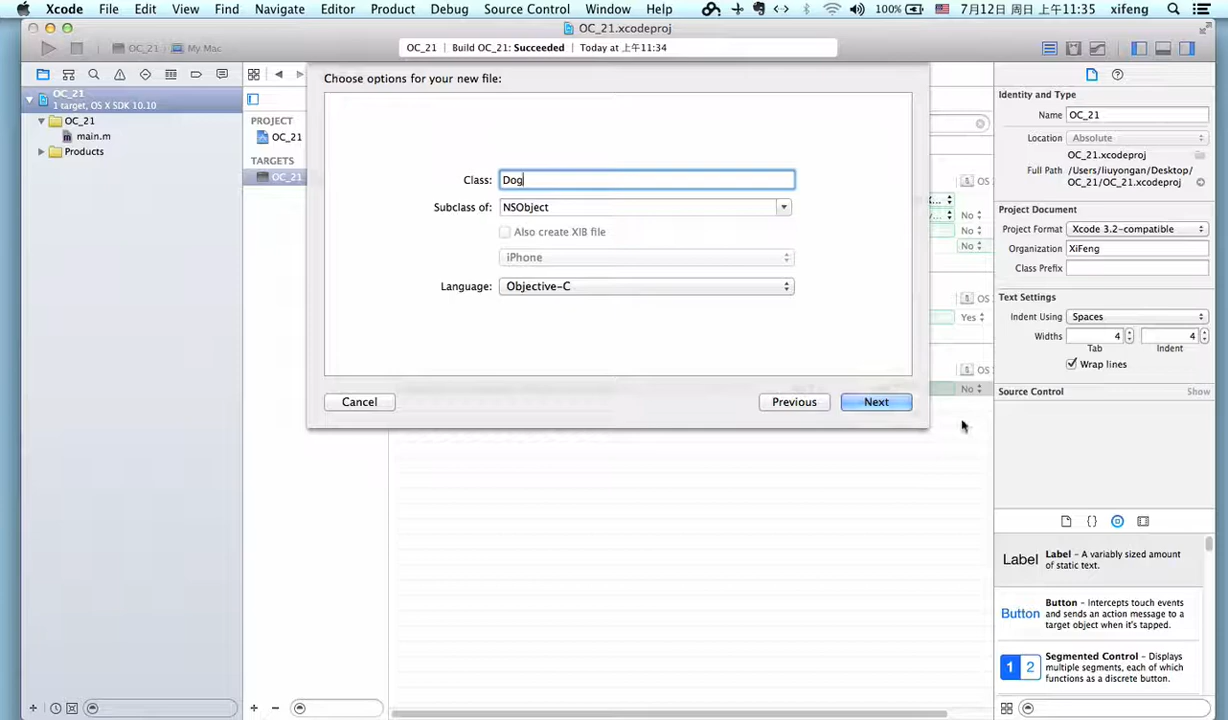 Xcode File Edit View Find Navigate Editor Product Debug Source Control Window Help 100% 7月12日 周日 上午11:35 xifeng
OC_21.xcodeproj
OC_21 My Mac OC_21 Build OC_21: Succeeded Today at 上午11:34
Choose options for your new file:
OC_21
1 target, OS X SDK 10.10
OC_21
main.m
Products
PROJECT
OC_21
TARGETS
OC_21
Class: Dog
Subclass of: NSObject
Also create XIB file
iPhone
Language: Objective-C
Cancel Previous Next
OS
No
No
No
OS
Yes
OS
No
Identity and Type
Name OC_21
Location Absolute
OC_21.xcodeproj
Full Path /Users/liuyongan/Desktop/
OC_21/OC_21.xcodeproj
Project Document
Project Format Xcode 3.2-compatible
Organization XiFeng
Class Prefix
Text Settings
Indent Using Spaces
Widths 4 4
Tab Indent
Wrap lines
Source Control Show
Label Label – A variably sized amount
of static text.
Button Button – Intercepts touch events
and sends an action message to a
target object when it's tapped.
1 2 Segmented Control – Displays
multiple segments, each of which
functions as a discrete button.